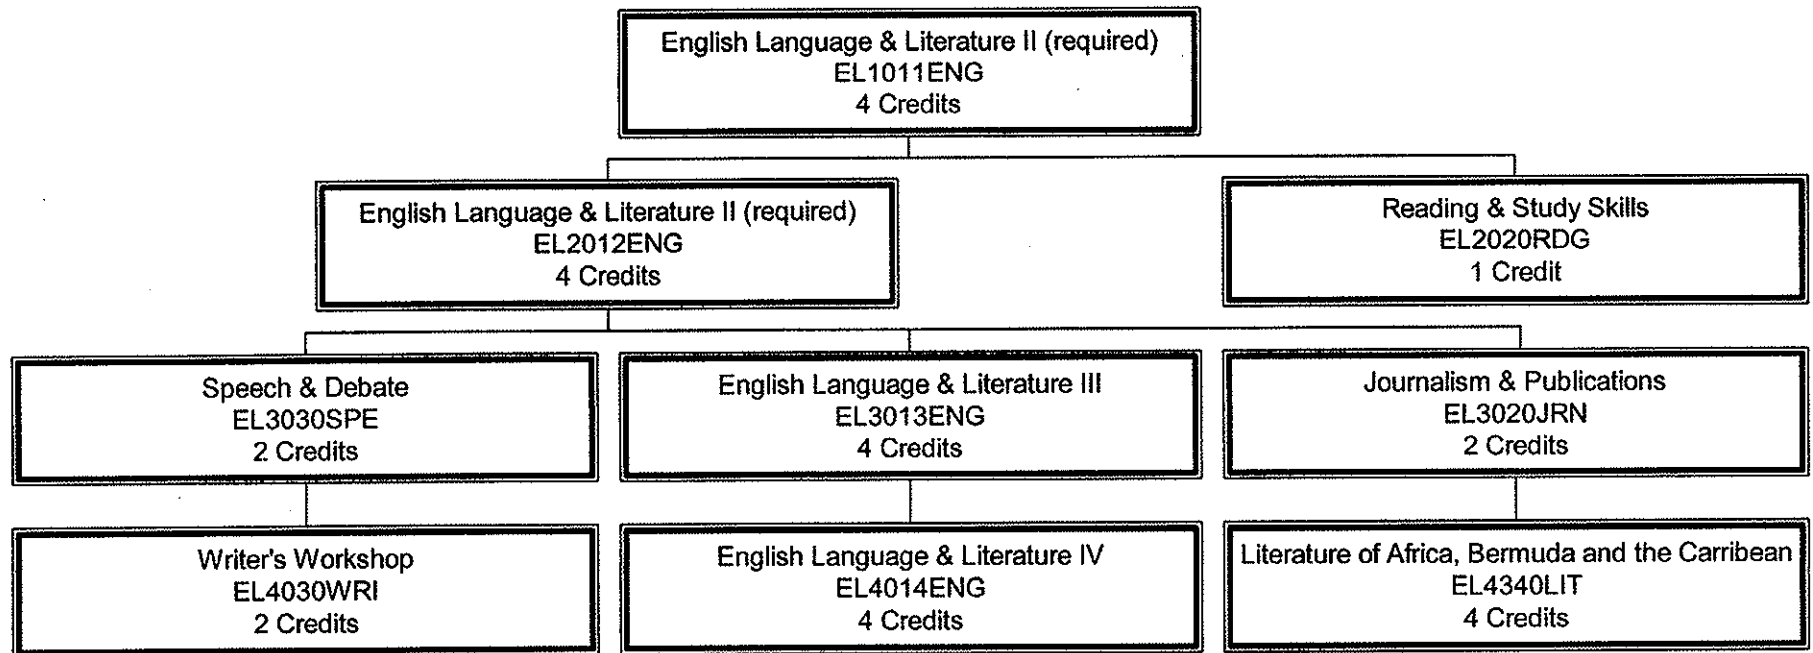 English Language & Literature II (required)
EL1011ENG
4 Credits
English Language & Literature II (required)
EL2012ENG
4 Credits
Reading & Study Skills
EL2020RDG
1 Credit
Speech & Debate
EL3030SPE
2 Credits
English Language & Literature III
EL3013ENG
4 Credits
Journalism & Publications
EL3020JRN
2 Credits
Writer's Workshop
EL4030WRI
2 Credits
English Language & Literature IV
EL4014ENG
4 Credits
Literature of Africa, Bermuda and the Carribean
EL4340LIT
4 Credits